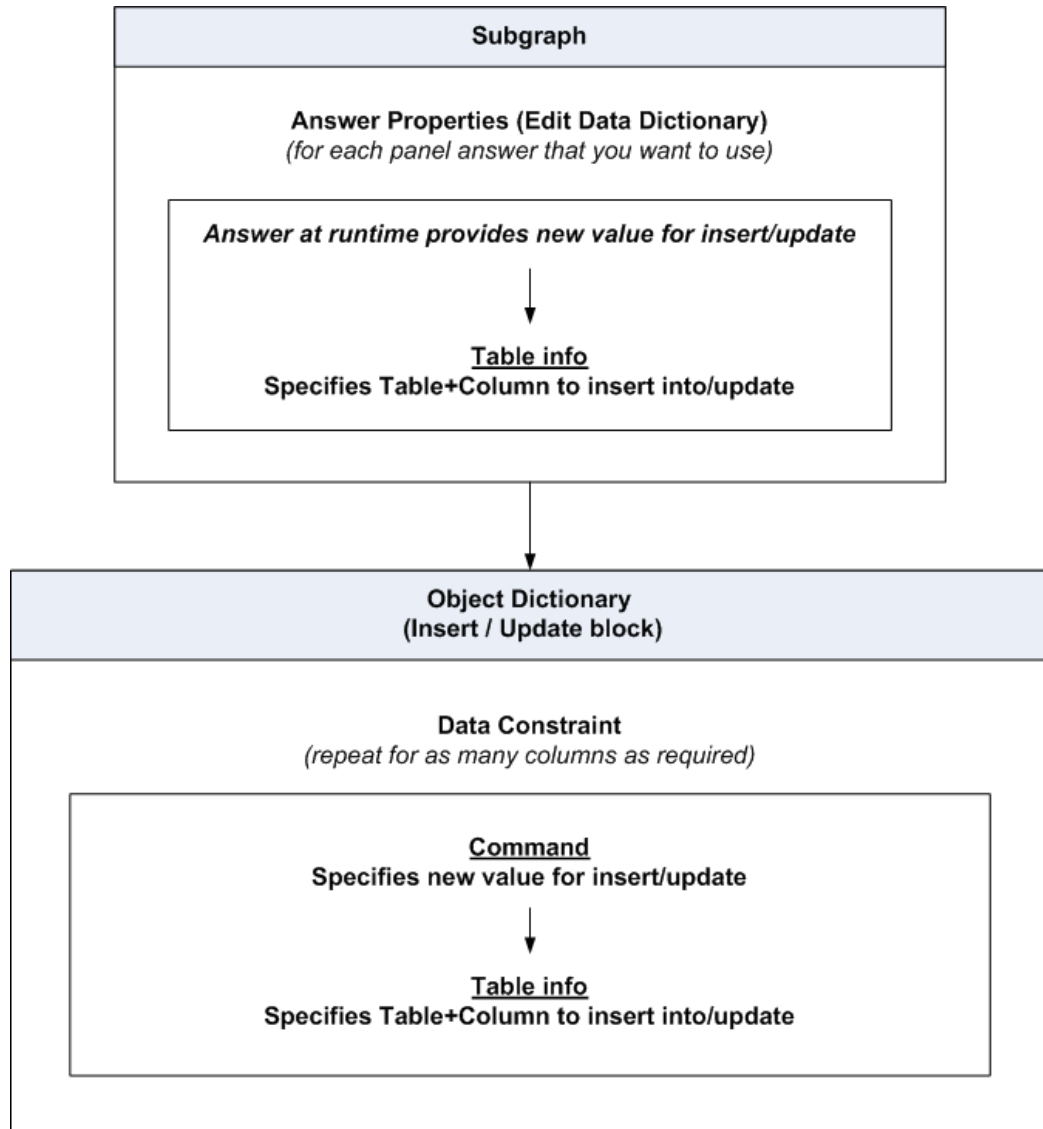 Subgraph
Answer Properties (Edit Data Dictionary)
(for each panel answer that you want to use)
Answer at runtime provides new value for insert/update
Table info
Specifies Table+Column to insert into/update
Object Dictionary
(Insert / Update block)
Data Constraint
(repeat for as many columns as required)
Command
Specifies new value for insert/update
Table info
Specifies Table+Column to insert into/update